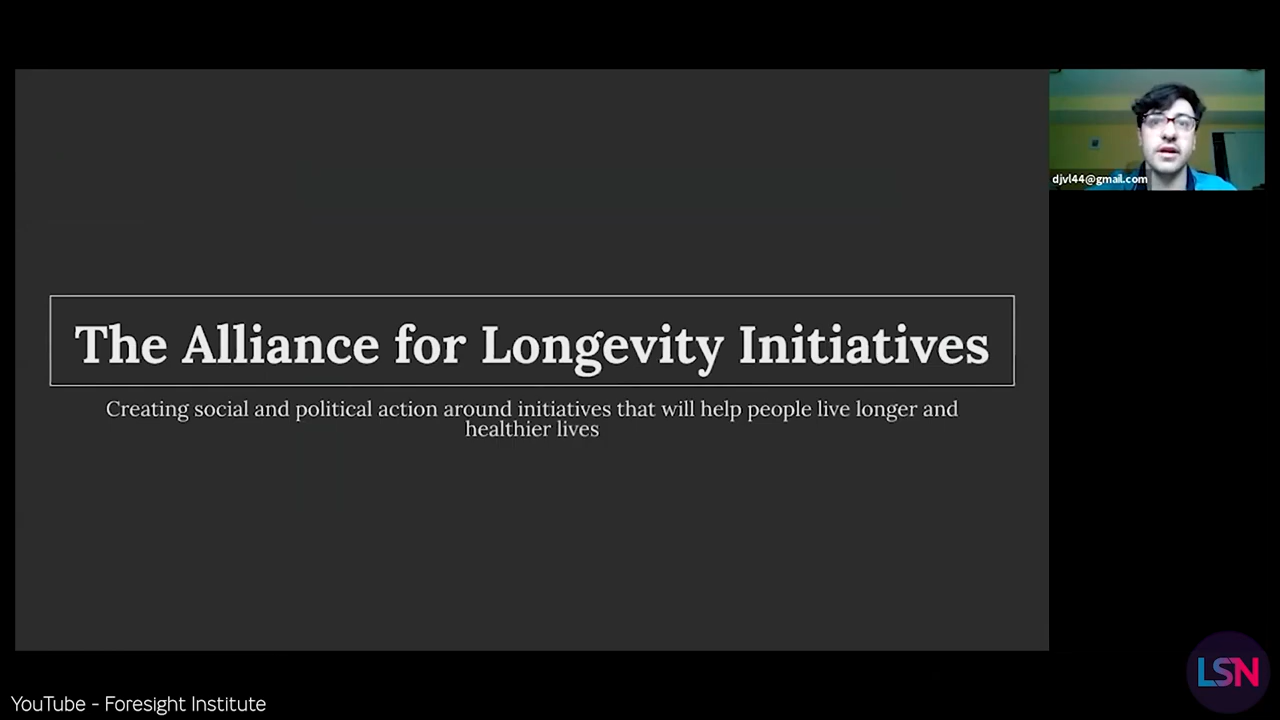 The Alliance for Longevity Initiatives
Creating social and political action around initiatives that will help people live longer and
healthier lives
djvl44@gmail.com
LSN
YouTube - Foresight Institute